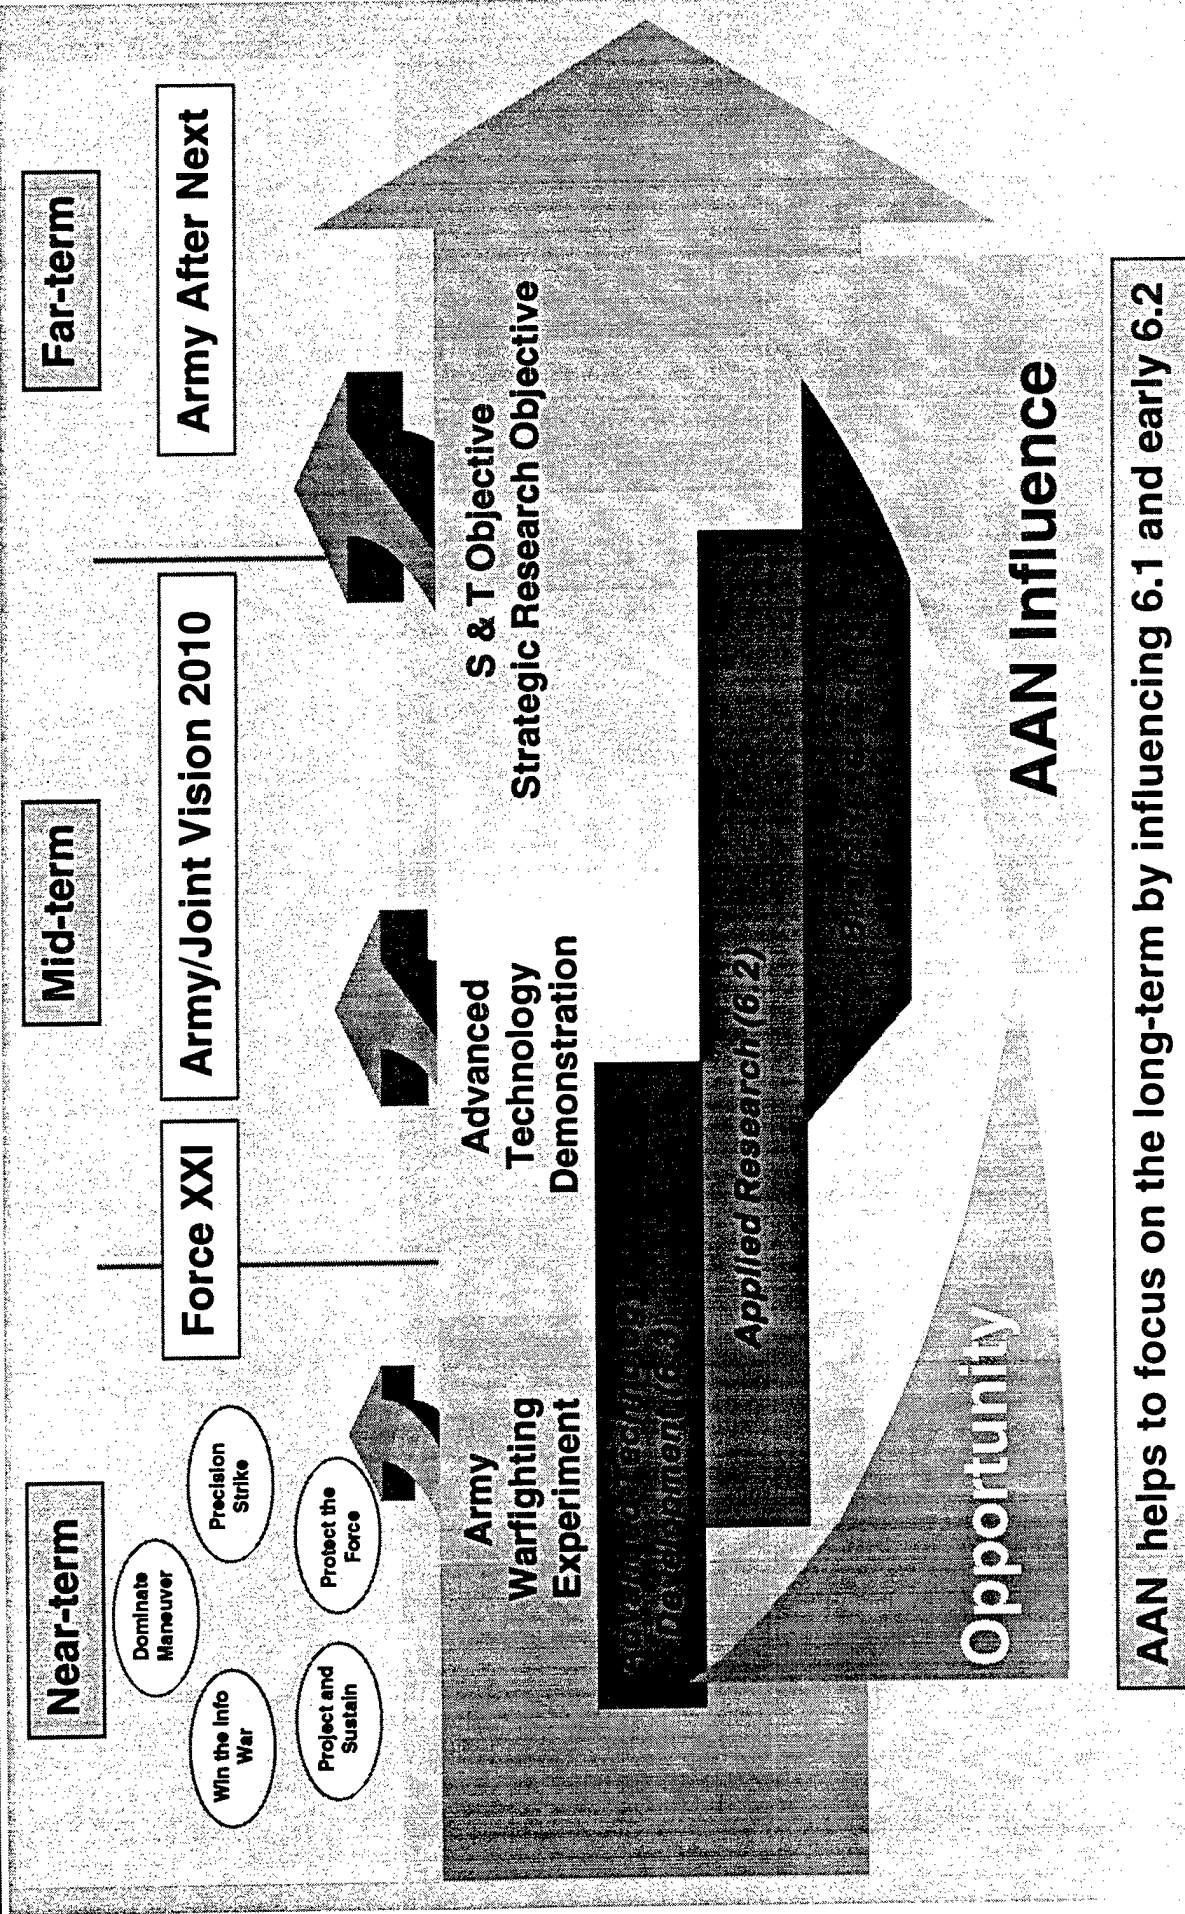 Near-term
Mid-term
Far-term
Dominate
Maneuver
Win the Info
War
Precision
Strike
Project and
Sustain
Protect the
Force
Force XXI
Army/Joint Vision 2010
Army After Next
Army
Warfighting
Experiment
Advanced
Technology
Demonstration
S & T Objective
Strategic Research Objective
Development (6.3)
Applied Research (6.2)
Opportunity
AAN Influence
AAN helps to focus on the long-term by influencing 6.1 and early 6.2